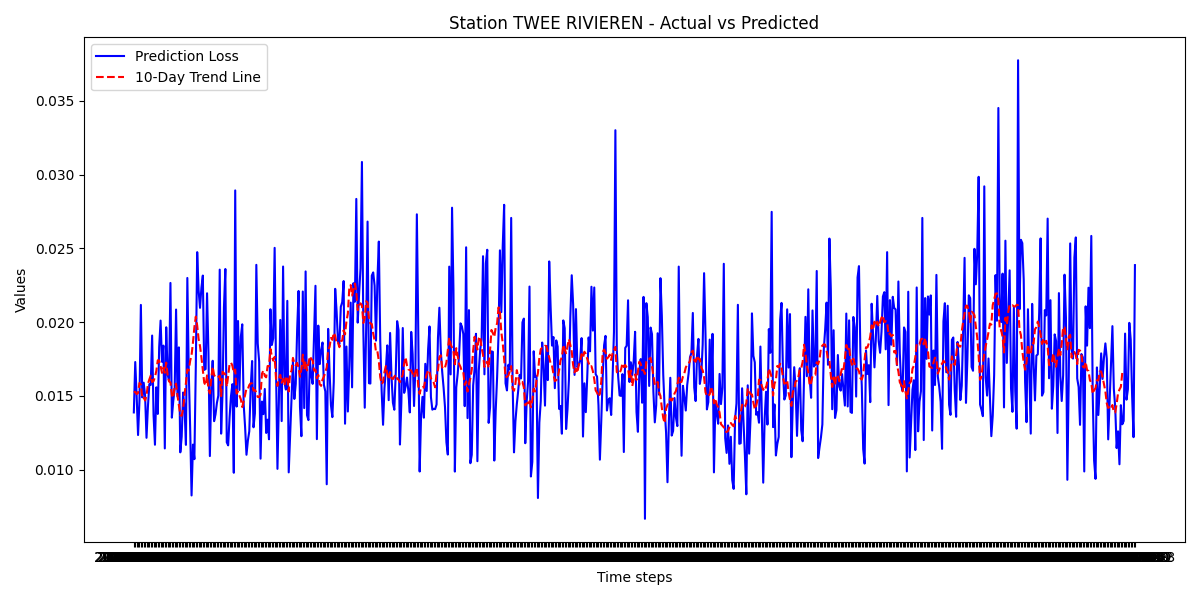 Station TWEE RIVIEREN - Actual vs Predicted
Prediction Loss
10-Day Trend Line
0.035
0.030
0.025
0.020
0.015
0.010
Values
Time steps